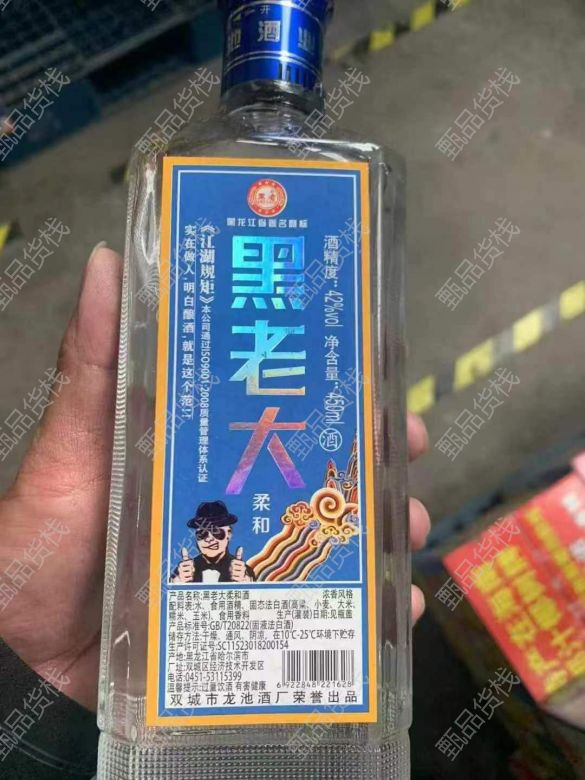 酒业
黑龙江省著名商标
黑老大
柔和
酒精度：42%vol 净含量：450ml 酒
《江湖规矩》本公司通过ISO9001:2008质量管理体系认证
实在做人，明白酿酒，就是这个范！！
产品名称:黑老大柔和酒 浓香风格
配料表:水、食用酒精、固态法白酒(高粱、小麦、大米、
糯米、玉米)、食用香料 生产(灌装)日期:见瓶盖
产品标准号:GB/T20822(固液法白酒)
储存方法:干燥、通风、阴凉，在10℃-25℃环境下贮存
生产许可证号:SC11523018200154
产地:黑龙江省哈尔滨市
厂址:双城区经济技术开发区
电话:0451-53115399
温馨提示:过量饮酒 有害健康
6922848221628
双城市龙池酒厂荣誉出品
甄品货栈